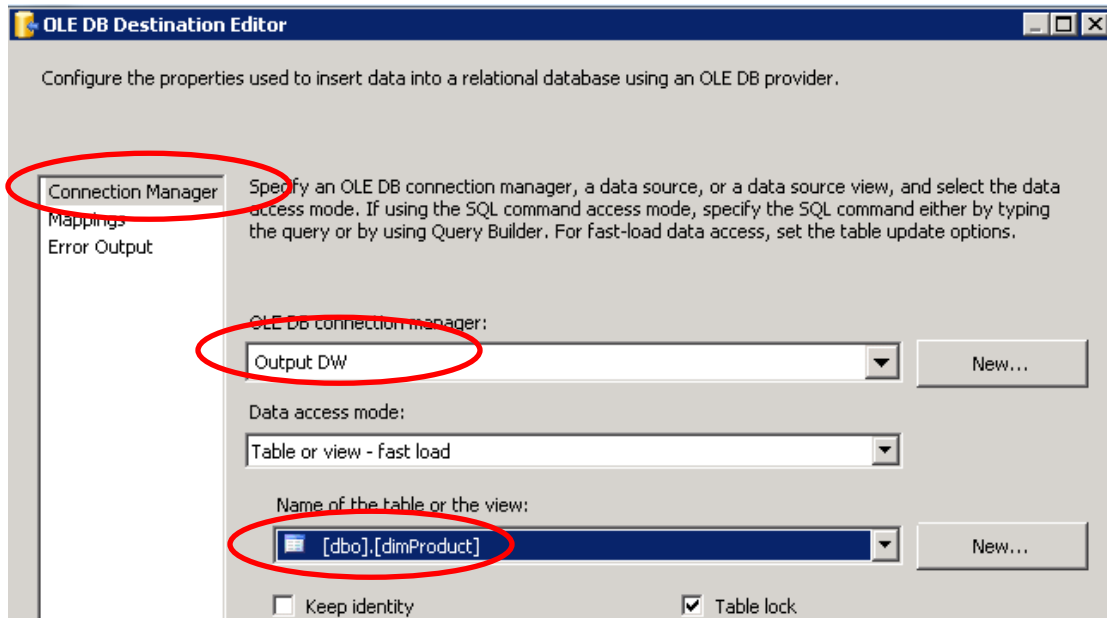 OLE DB Destination Editor
Configure the properties used to insert data into a relational database using an OLE DB provider.
Connection Manager
Mappings
Error Output
Specify an OLE DB connection manager, a data source, or a data source view, and select the data
access mode. If using the SQL command access mode, specify the SQL command either by typing
the query or by using Query Builder. For fast-load data access, set the table update options.
OLE DB connection manager:
Output DW
New...
Data access mode:
Table or view - fast load
Name of the table or the view:
[dbo].[dimProduct]
New...
Keep identity
Table lock